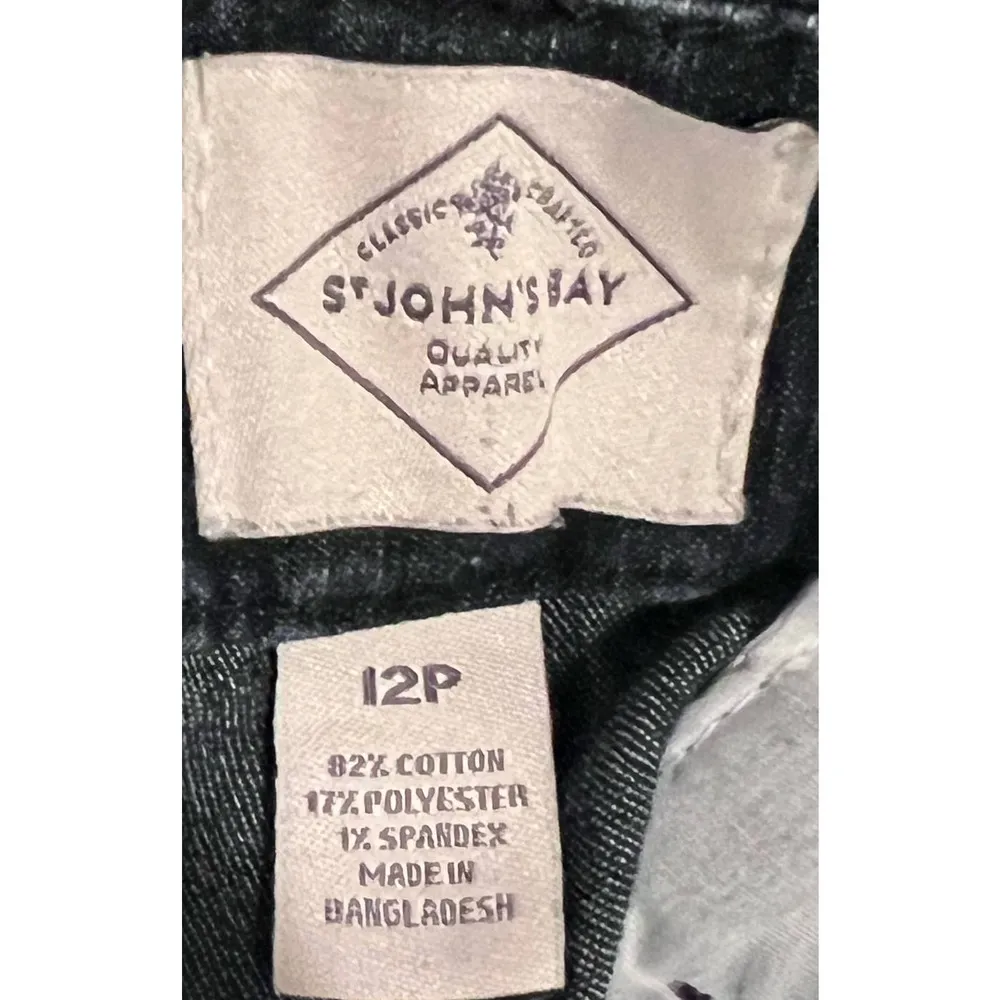 CLASSIC CRAFTED
ST JOHN'S BAY
QUALITY
APPAREL
12P
82% COTTON
17% POLYESTER
1% SPANDEX
MADE IN
BANGLADESH